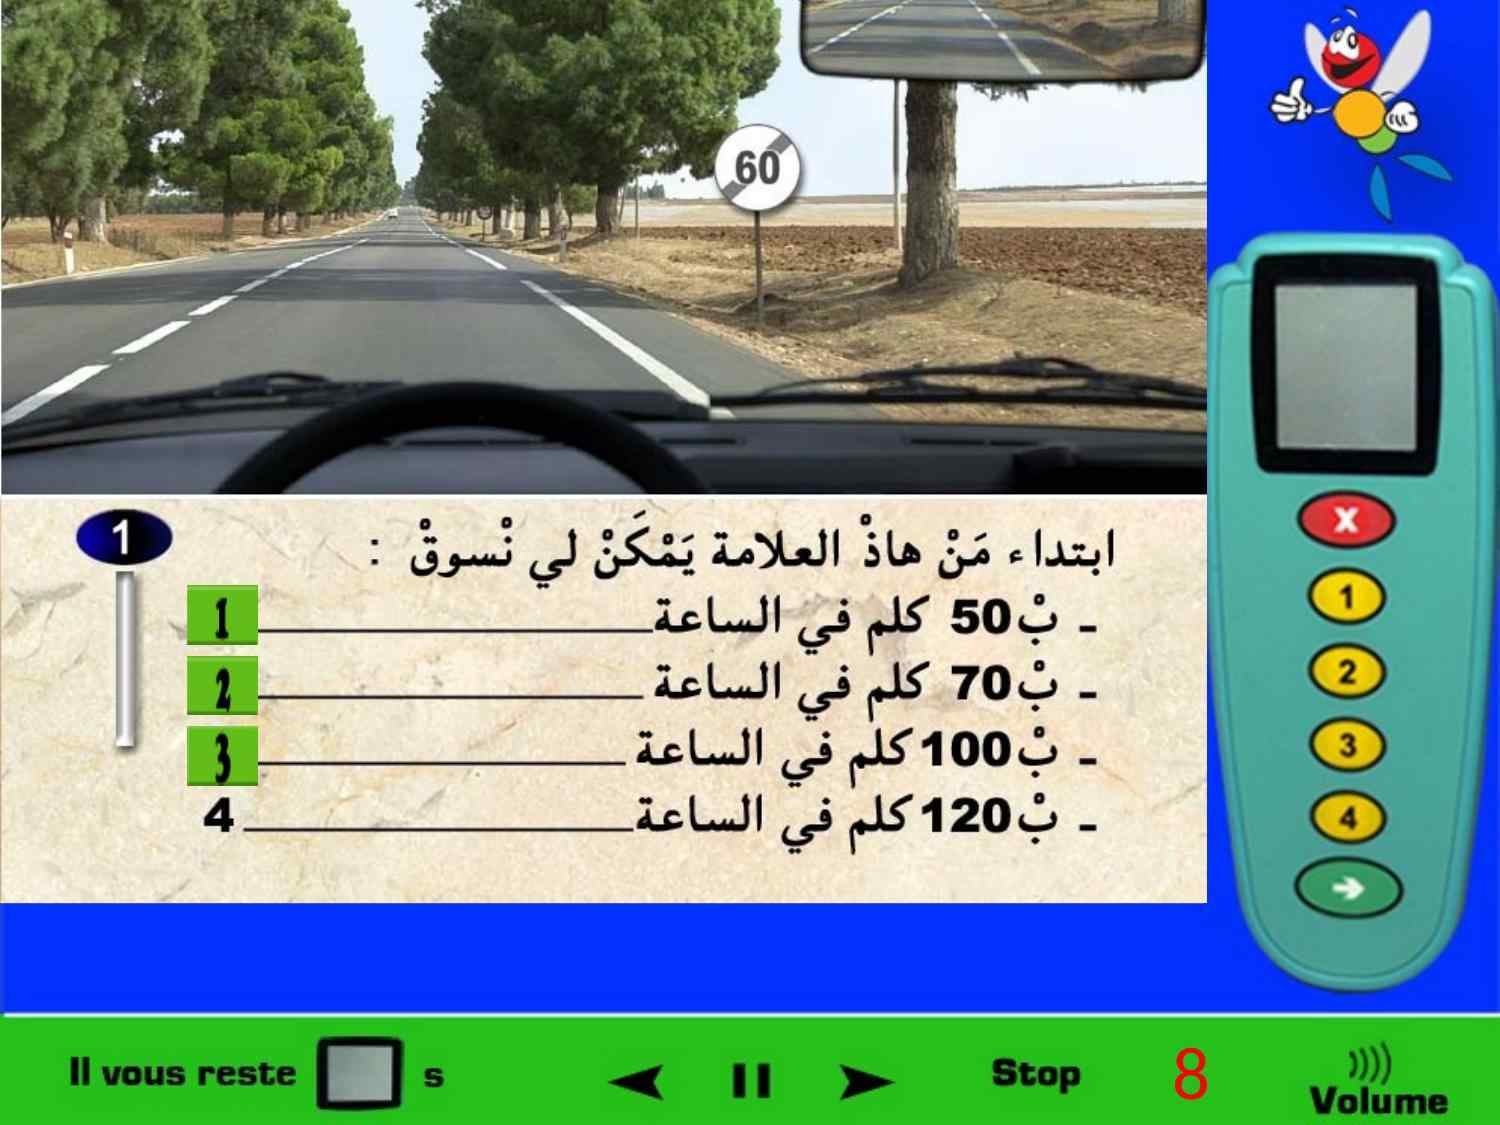 60
1
ابتداء مَنْ هاذْ العلامة يَمْكَنْ لي نْسوقْ :
ـ بْ 50 كلم في الساعة 1
ـ بْ 70 كلم في الساعة 2
ـ بْ 100 كلم في الساعة 3
ـ بْ 120 كلم في الساعة 4
X
1
2
3
4
Il vous reste s
Stop
8
Volume